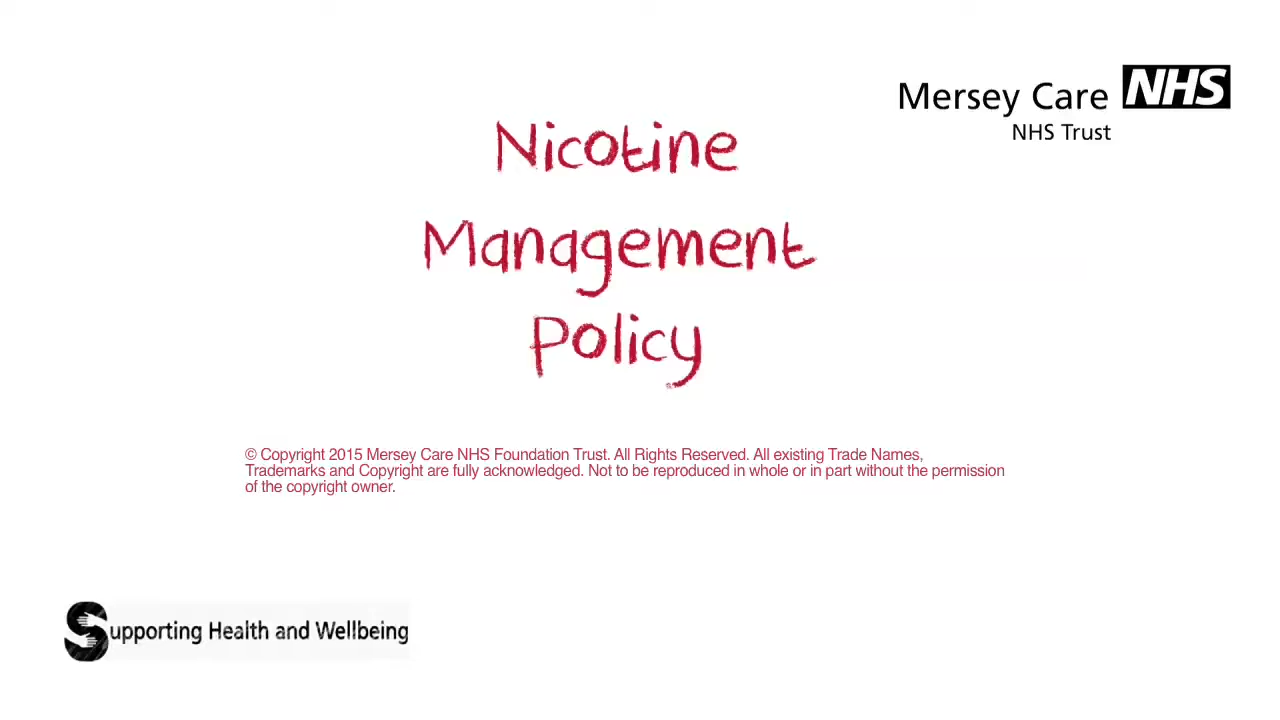 Mersey Care NHS
NHS Trust
Nicotine
Management
Policy
© Copyright 2015 Mersey Care NHS Foundation Trust. All Rights Reserved. All existing Trade Names,
Trademarks and Copyright are fully acknowledged. Not to be reproduced in whole or in part without the permission
of the copyright owner.
Supporting Health and Wellbeing